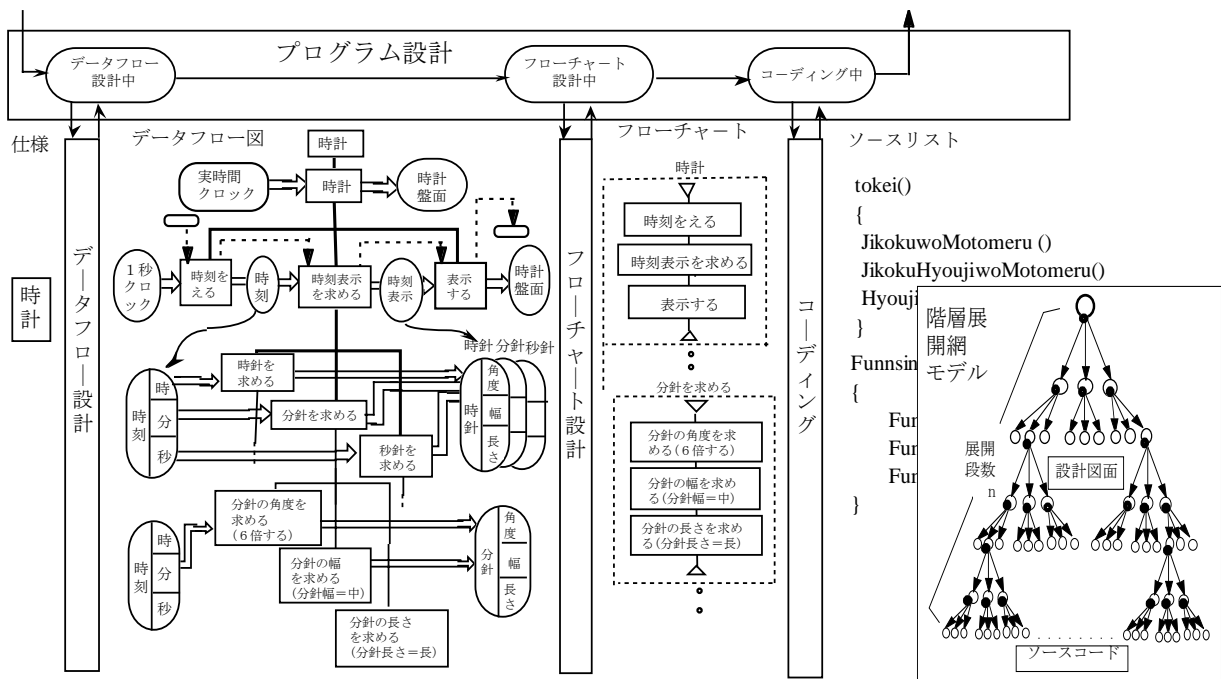 プログラム設計
データフロー
設計中
フローチャート
設計中
コーディング中
仕様
データフロー図
フローチャート
ソースリスト
時計
時計
データフロー設計
時計
実時間
クロック
時計
時計
盤面
1秒
クロ
ック
時刻を
える
時
刻
時刻表示
を求める
時刻
表示
表示
する
時計
盤面
時針
分針
秒針
時刻
時
分
秒
時針を
求める
分針を求める
秒針を
求める
時針
角度
幅
長さ
時刻
時
分
秒
分針の角度を
求める
(6倍する)
分針の幅
を求める
(分針幅=中)
分針の長さ
を求める
(分針長さ=長)
分針
角度
幅
長さ
フローチャート設計
時計
時刻をえる
時刻表示を求める
表示する
分針を求める
分針の角度を求
める(6倍する)
分針の幅を求め
る(分針幅=中)
分針の長さを求め
る(分針長さ=長)
コーディング
tokei()
{
JikokuwoMotomeru ()
JikokuHyoujiwoMotomeru()
Hyouji
}
Funnsin
{
Fun
Fun
Fun
}
階層展
開網
モデル
展開
段数
n
設計図面
. . . . . . . .
ソースコード